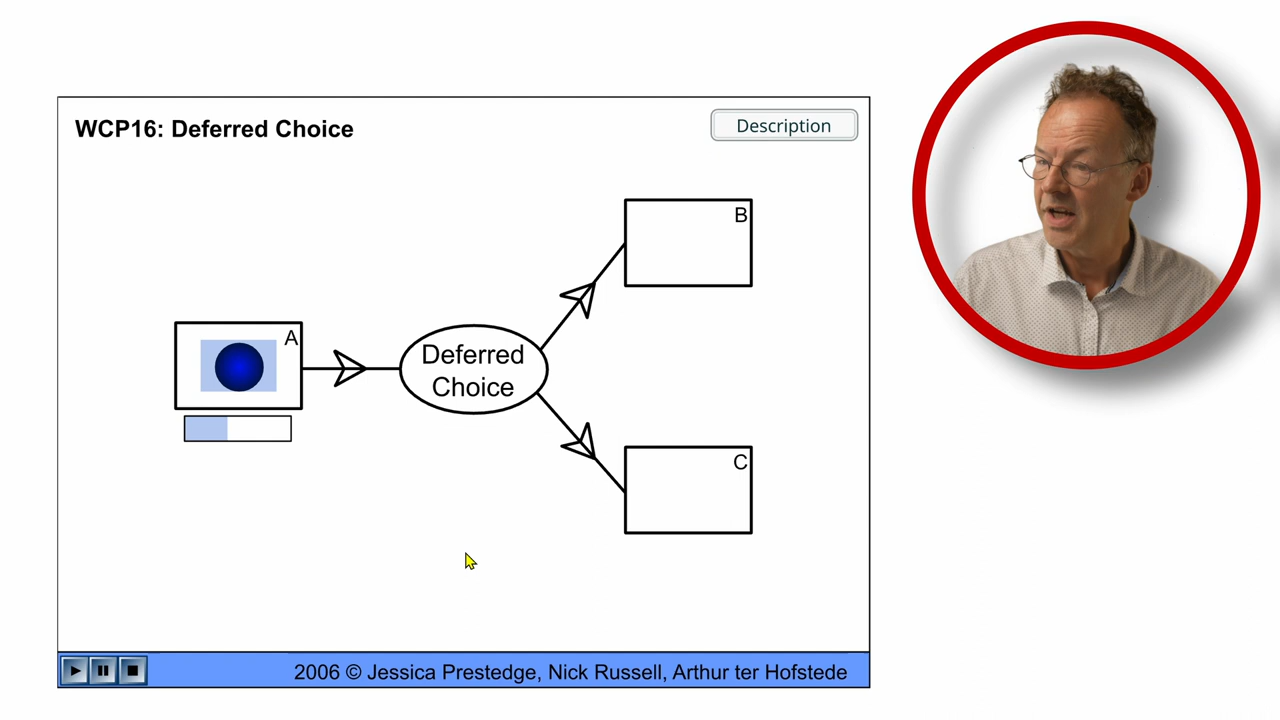 WCP16: Deferred Choice
Description
B
A
Deferred
Choice
C
2006 © Jessica Prestedge, Nick Russell, Arthur ter Hofstede